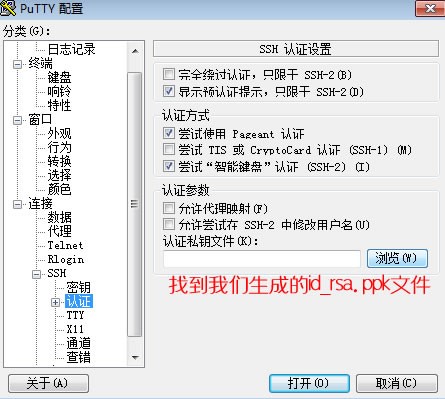 PuTTY 配置
分类(G):
日志记录
终端
键盘
响铃
特性
窗口
外观
行为
转换
选择
颜色
连接
数据
代理
Telnet
Rlogin
SSH
密钥
认证
TTY
X11
通道
查错
SSH 认证设置
完全绕过认证，只限于 SSH-2(B)
显示预认证提示，只限于 SSH-2(D)
认证方式
尝试使用 Pageant 认证
尝试 TIS 或 CryptoCard 认证 (SSH-1) (M)
尝试“智能键盘”认证 (SSH-2) (I)
认证参数
允许代理映射(F)
允许尝试在 SSH-2 中修改用户名(U)
认证私钥文件(K):
浏览(W)
找到我们生成的id_rsa.ppk文件
关于(A)
打开(O)
取消(C)